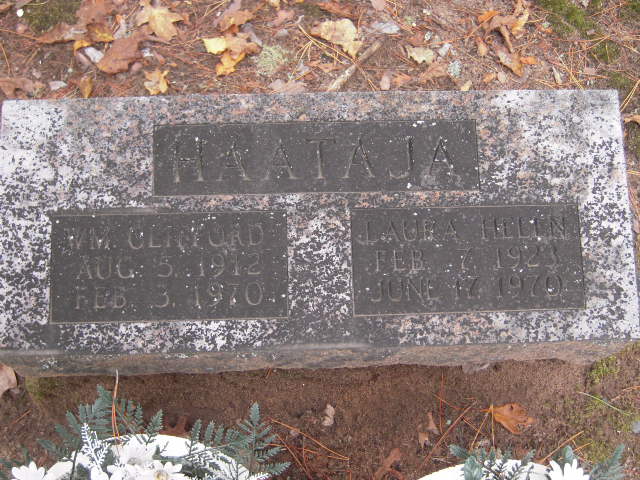 HAATAJA
WM. CLIFFORD
AUG. 5, 1912
FEB. 3, 1970
LAURA HELEN
FEB. 7, 1923
JUNE 17, 1970